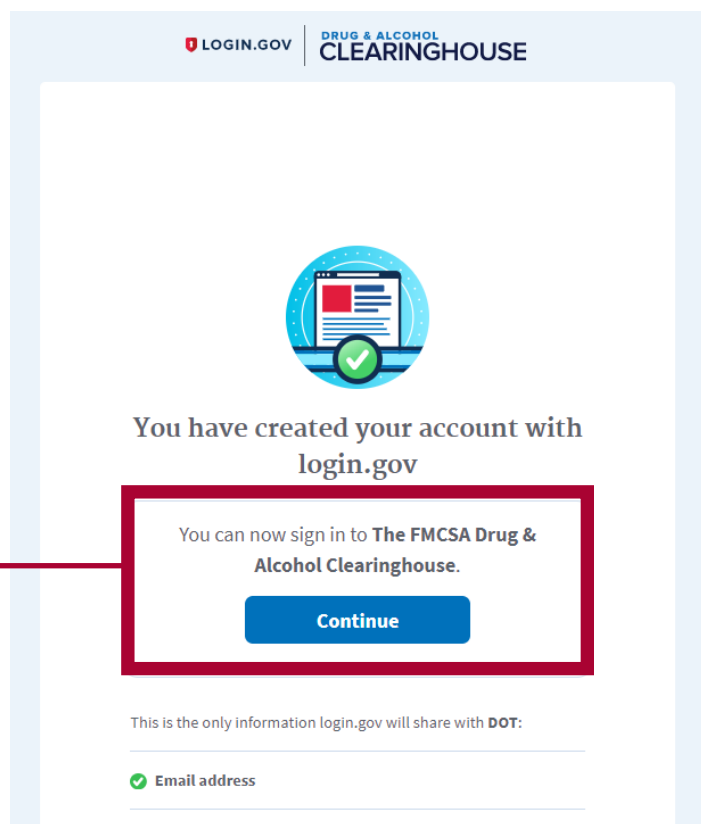 LOGIN.GOV
DRUG & ALCOHOL
CLEARINGHOUSE
You have created your account with
login.gov
You can now sign in to The FMCSA Drug &
Alcohol Clearinghouse.
Continue
This is the only information login.gov will share with DOT:
Email address